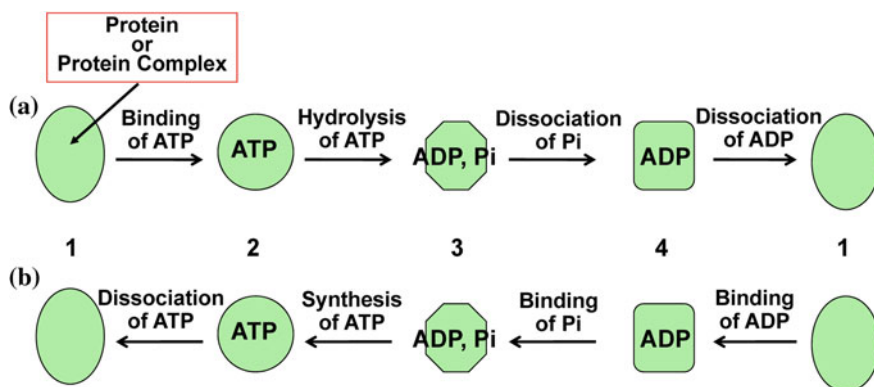 Protein
or
Protein Complex
(a)
Binding
of ATP
Hydrolysis
of ATP
Dissociation
of Pi
Dissociation
of ADP
ATP
ADP, Pi
ADP
1 2 3 4 1
(b)
Dissociation
of ATP
Synthesis
of ATP
Binding
of Pi
Binding
of ADP
ATP
ADP, Pi
ADP